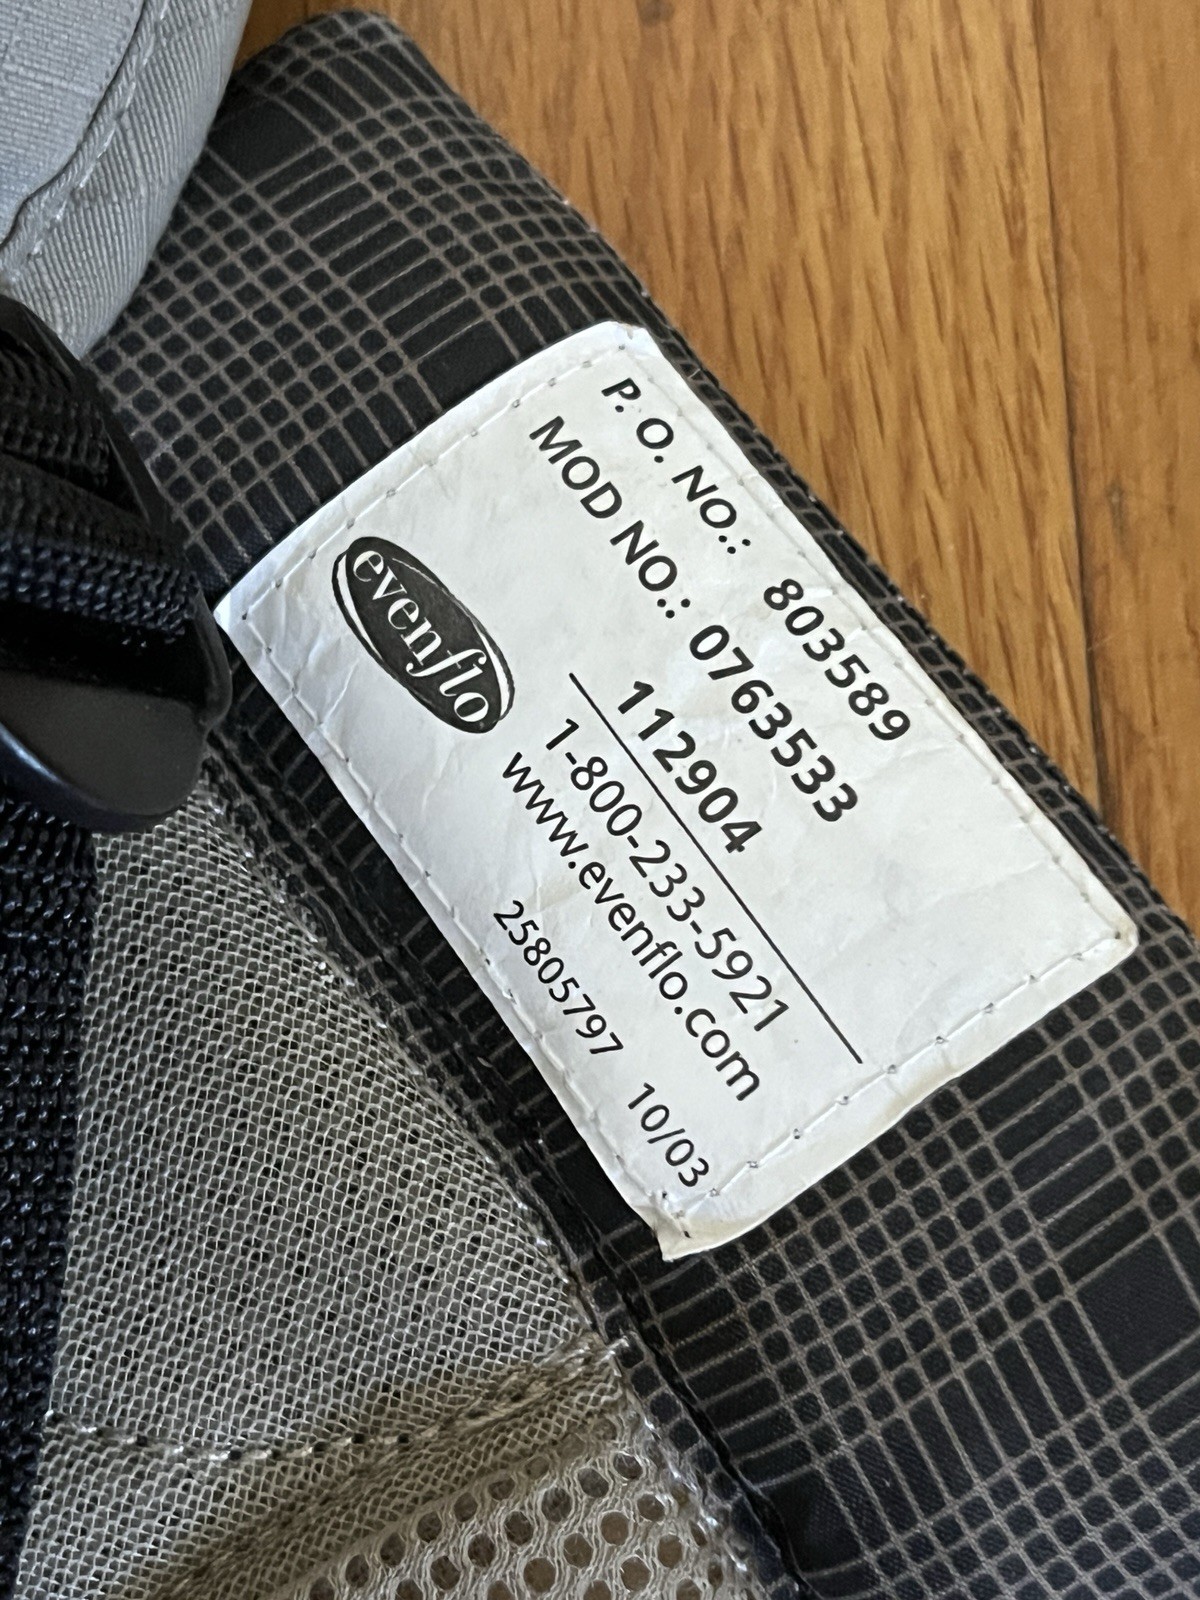 P. O. NO.: 803589
MOD NO.: 0763533
112904
evenflo
1-800-233-5921
www.evenflo.com
25805797 10/03